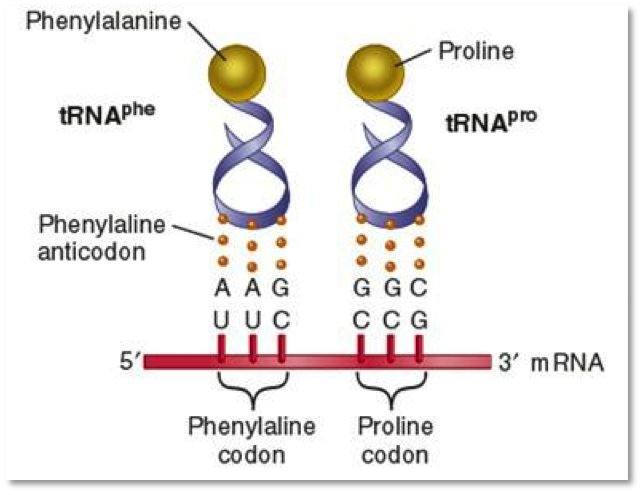 Phenylalanine
Proline
tRNAphe
tRNApro
Phenylaline
anticodon
A A G
G G C
U U C
C C G
5′
3′ mRNA
Phenylaline
codon
Proline
codon